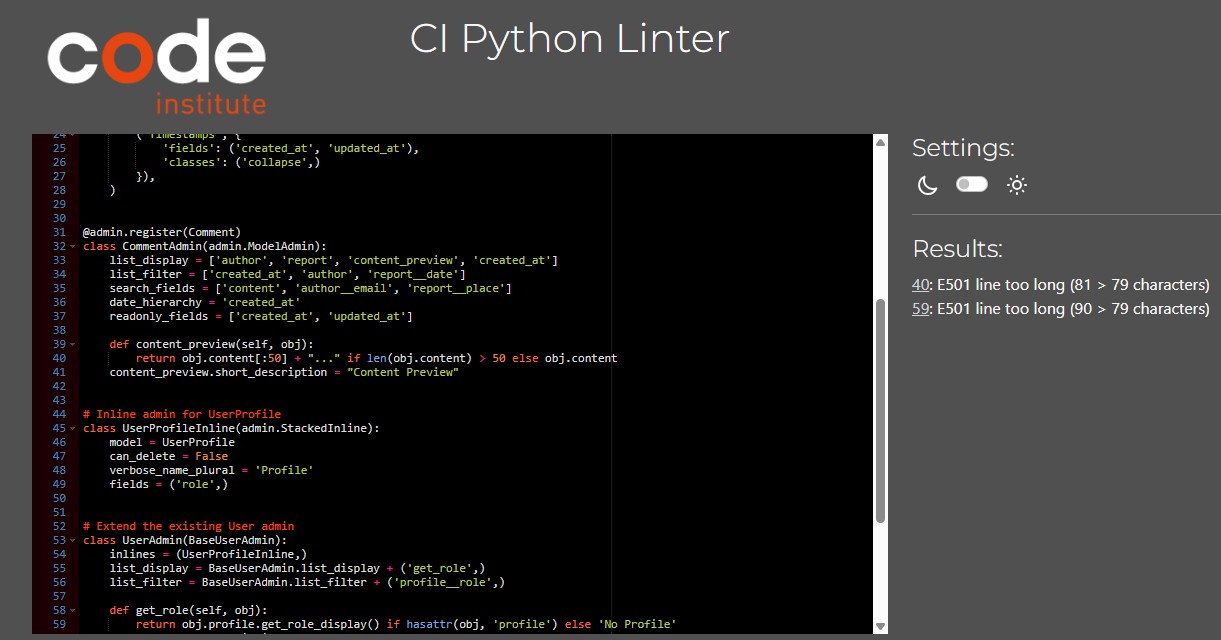 code
institute
CI Python Linter
24 ('Timestamps', {
25 'fields': ('created_at', 'updated_at'),
26 'classes': ('collapse',)
27 }),
28 )
29
30
31 @admin.register(Comment)
32 class CommentAdmin(admin.ModelAdmin):
33 list_display = ['author', 'report', 'content_preview', 'created_at']
34 list_filter = ['created_at', 'author', 'report__date']
35 search_fields = ['content', 'author__email', 'report__place']
36 date_hierarchy = 'created_at'
37 readonly_fields = ['created_at', 'updated_at']
38
39 def content_preview(self, obj):
40 return obj.content[:50] + "..." if len(obj.content) > 50 else obj.content
41 content_preview.short_description = "Content Preview"
42
43
44 # Inline admin for UserProfile
45 class UserProfileInline(admin.StackedInline):
46 model = UserProfile
47 can_delete = False
48 verbose_name_plural = 'Profile'
49 fields = ('role',)
50
51
52 # Extend the existing User admin
53 class UserAdmin(BaseUserAdmin):
54 inlines = (UserProfileInline,)
55 list_display = BaseUserAdmin.list_display + ('get_role',)
56 list_filter = BaseUserAdmin.list_filter + ('profile__role',)
57
58 def get_role(self, obj):
59 return obj.profile.get_role_display() if hasattr(obj, 'profile') else 'No Profile'
Settings:
Results:
40: E501 line too long (81 > 79 characters)
59: E501 line too long (90 > 79 characters)